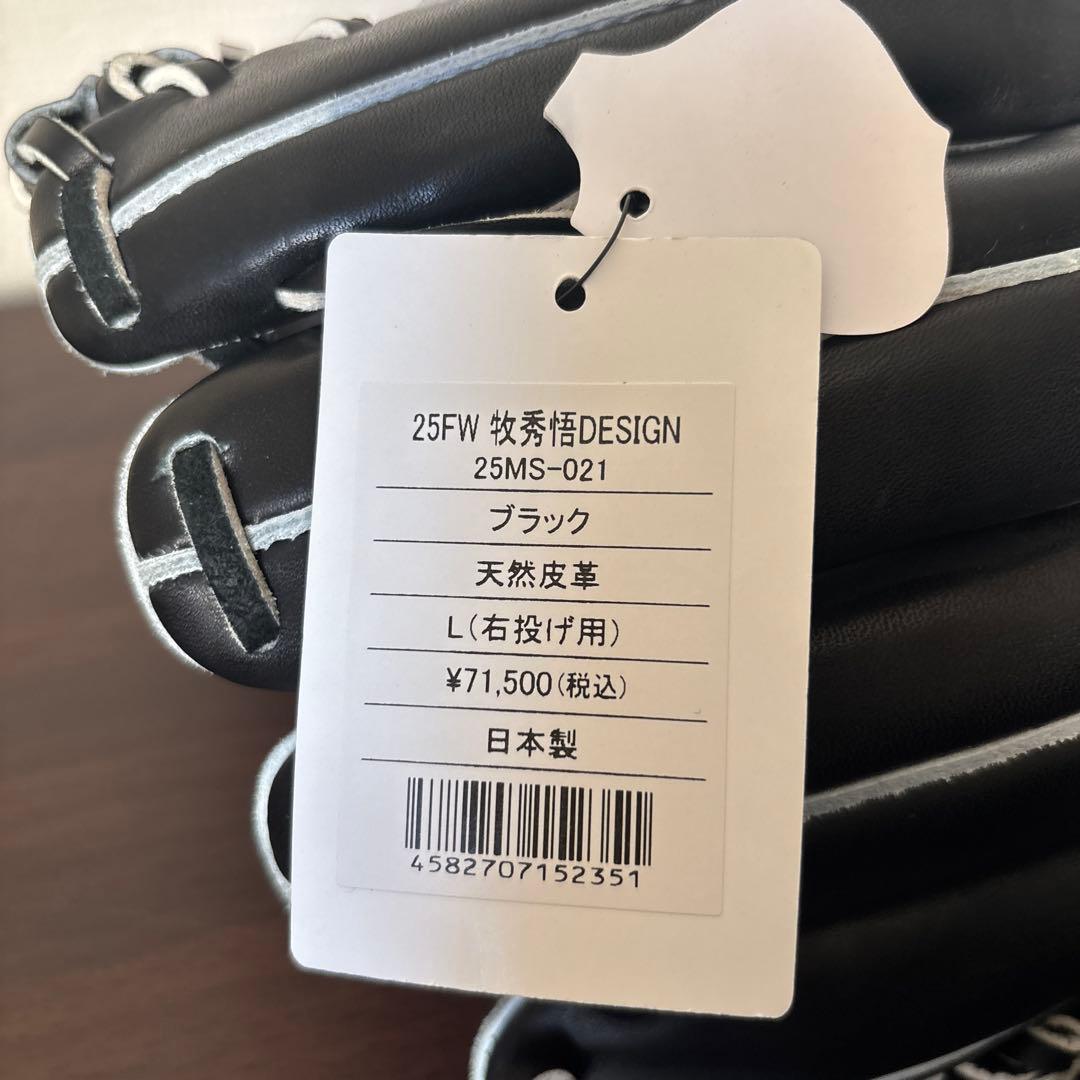 25FW 牧秀悟DESIGN
25MS-021
ブラック
天然皮革
L(右投げ用)
¥71,500(税込)
日本製
4582707152351